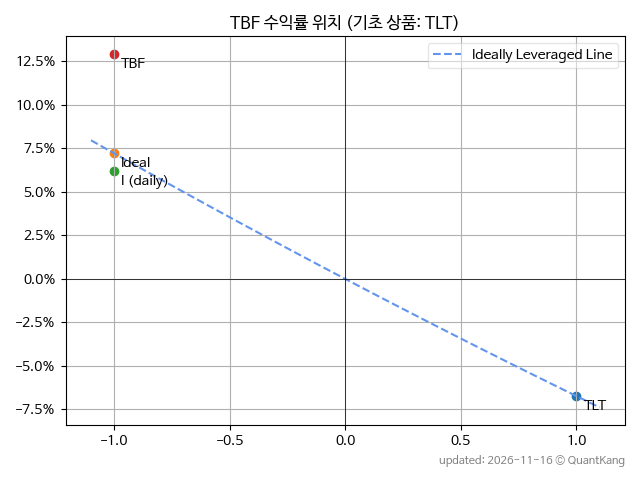 TBF 수익률 위치 (기초 상품: TLT)
Ideally Leveraged Line
12.5%
10.0%
7.5%
5.0%
2.5%
0.0%
−2.5%
−5.0%
−7.5%
TBF
Ideal
l (daily)
TLT
−1.0
−0.5
0.0
0.5
1.0
updated: 2026-11-16 © QuantKang